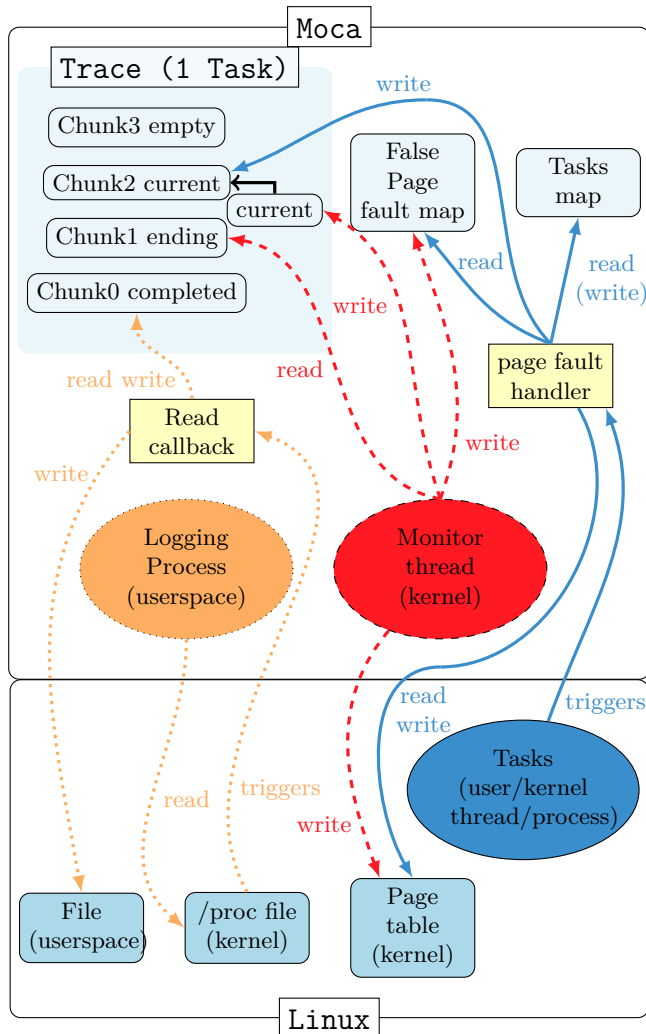 Moca
Trace (1 Task)
Chunk3 empty
Chunk2 current
current
Chunk1 ending
Chunk0 completed
write
False
Page
fault map
Tasks
map
read
read
(write)
write
read
read write
page fault
handler
Read
callback
write
write
Logging
Process
(userspace)
Monitor
thread
(kernel)
read
write
triggers
Tasks
(user/kernel
thread/process)
read
triggers
write
File
(userspace)
/proc file
(kernel)
Page
table
(kernel)
Linux